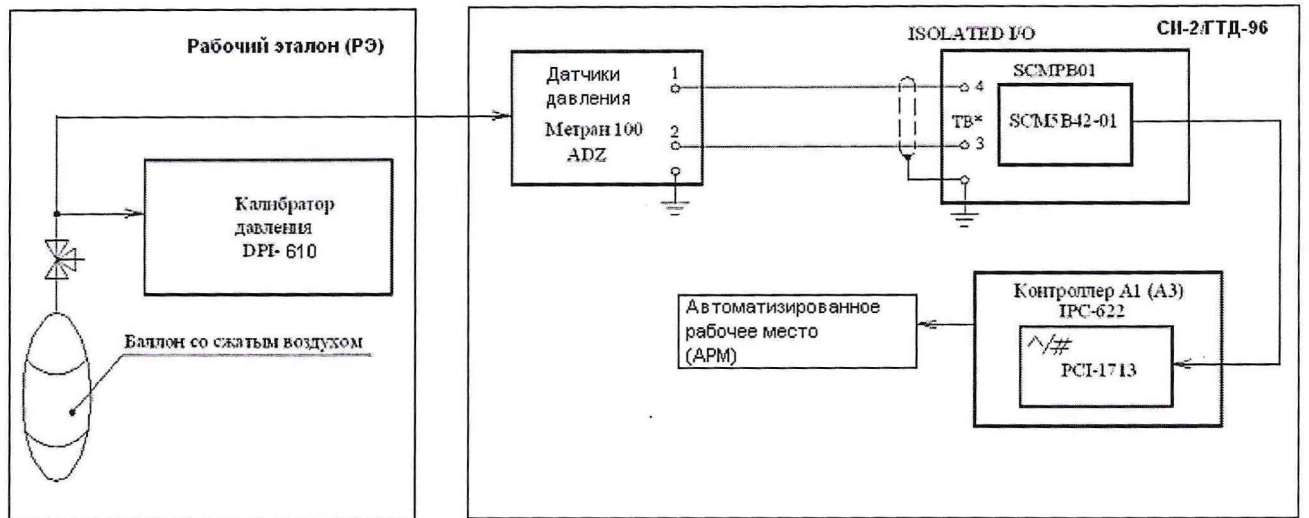 Рабочий эталон (РЭ)
СИ-2/ГТД-96
ISOLATED I/O
Датчики
давления
Метран 100
ADZ
1
2
SCMPB01
4
TB*
3
SCM5B42-01
Калибратор
давления
DPI- 610
Баллон со сжатым воздухом
Автоматизированное
рабочее место
(АРМ)
Контроллер А1 (А3)
IPC-622
^/#
PCI-1713